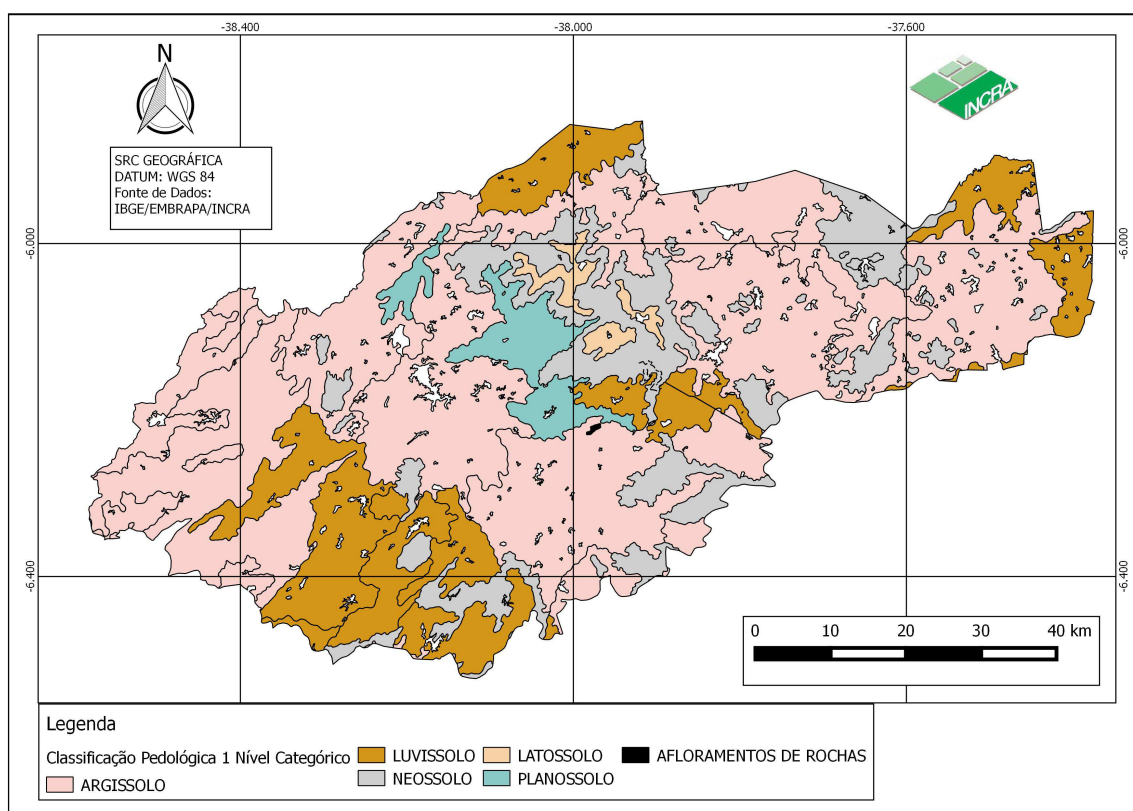 -38.400
-38.000
-37.600
N
INCRA
SRC GEOGRÁFICA
DATUM: WGS 84
Fonte de Dados:
IBGE/EMBRAPA/INCRA
-6.000
-6.000
-6.400
-6.400
0 10 20 30 40 km
Legenda
Classificação Pedológica 1 Nível Categórico
ARGISSOLO
LUVISSOLO
NEOSSOLO
LATOSSOLO
PLANOSSOLO
AFLORAMENTOS DE ROCHAS